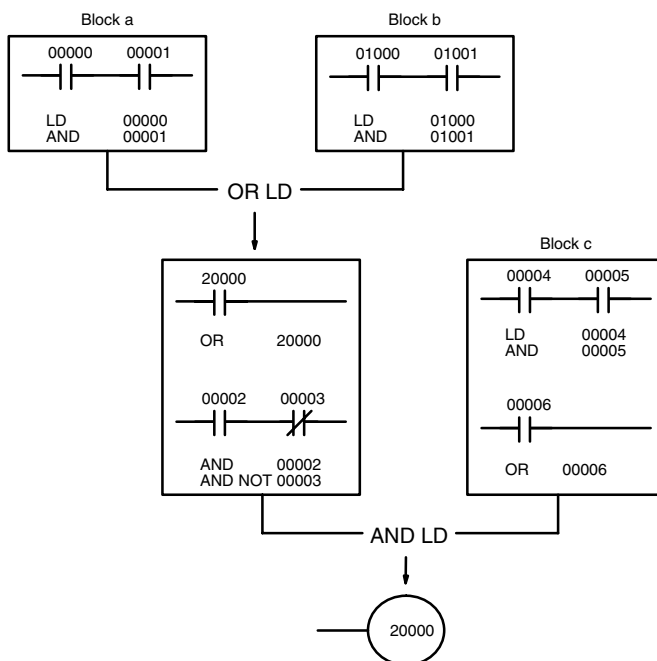 Block a
00000 00001
LD 00000
AND 00001
Block b
01000 01001
LD 01000
AND 01001
OR LD
20000
OR 20000
00002 00003
AND 00002
AND NOT 00003
Block c
00004 00005
LD 00004
AND 00005
00006
OR 00006
AND LD
20000